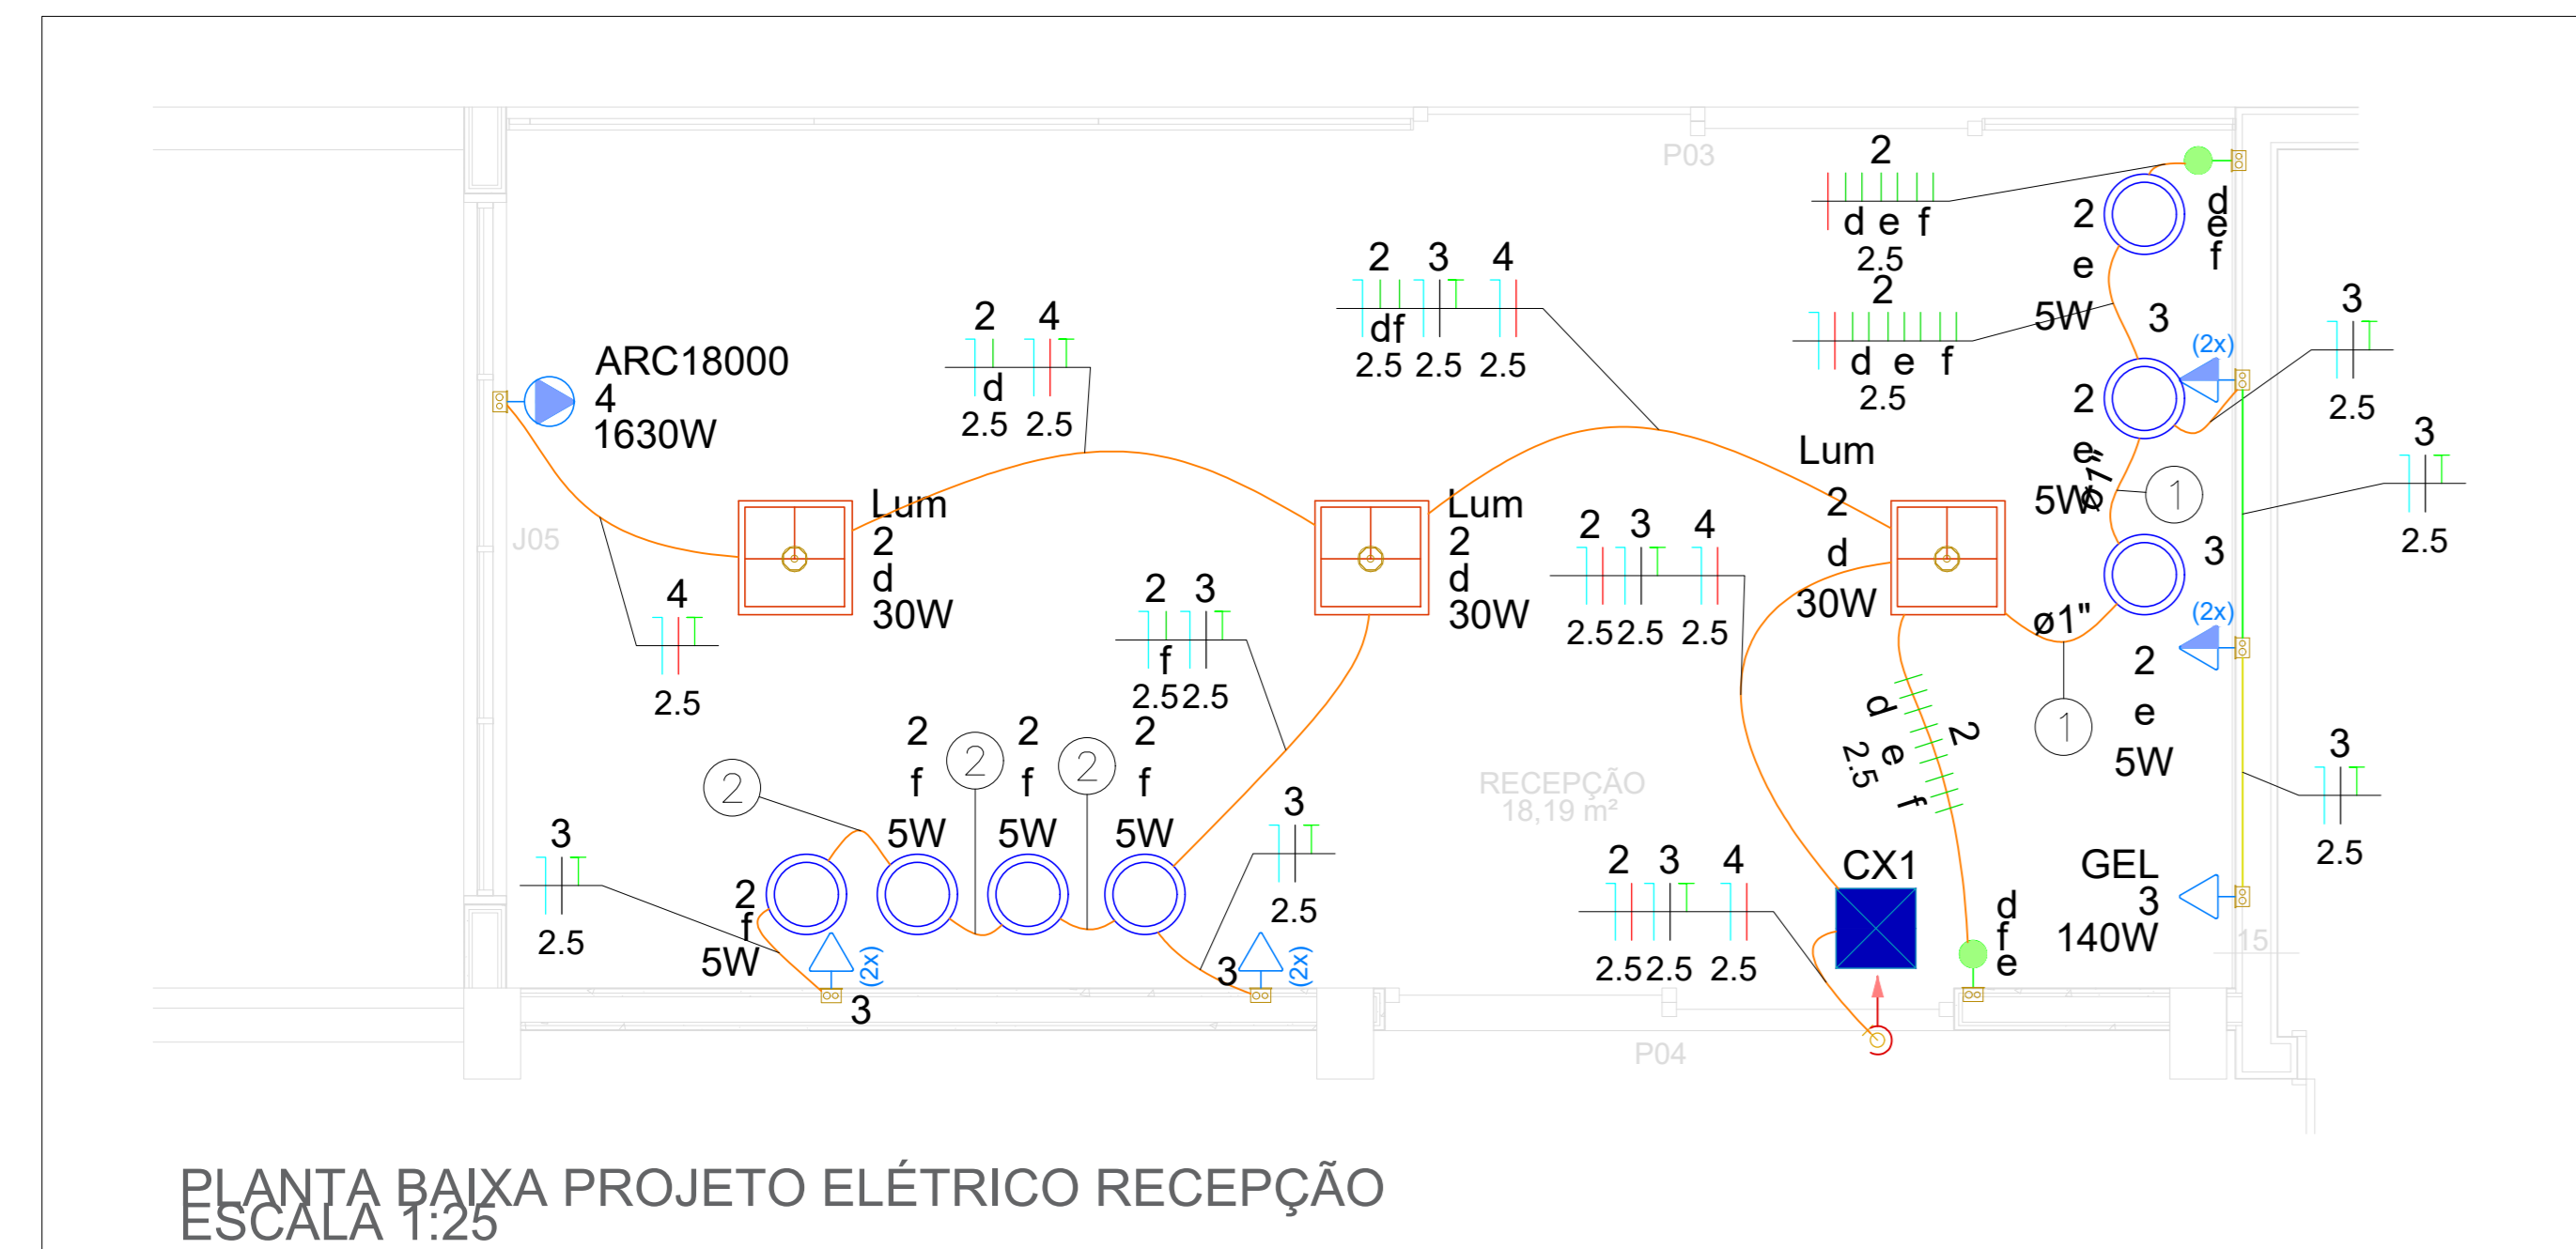 P03
2
d e f
2.5
2
d e f
2.5
2
e
5W
d
e
f
3
(2x)
3
2.5
2 3 4
df
2.5 2.5 2.5
2 4
d
2.5 2.5
ARC18000
4
1630W
2
e
5W
ø1"
1
3
2.5
Lum
2
d
30W
Lum
2
d
30W
Lum
2
d
30W
J05
2 3 4
2.5 2.5 2.5
3
(2x)
ø1"
1
2
e
5W
4
2.5
2 3
f
2.5 2.5
2
f
5W
2
f
5W
2
f
5W
2
2
2
d e f
2
2.5
RECEPÇÃO
18,19 m²
3
2.5
3
2.5
3
2.5
2
f
5W
(2x)
3
3
(2x)
2 3 4
2.5 2.5 2.5
CX1
d
f
e
GEL
3
140W
15
P04
PLANTA BAIXA PROJETO ELÉTRICO RECEPÇÃO
ESCALA 1:25